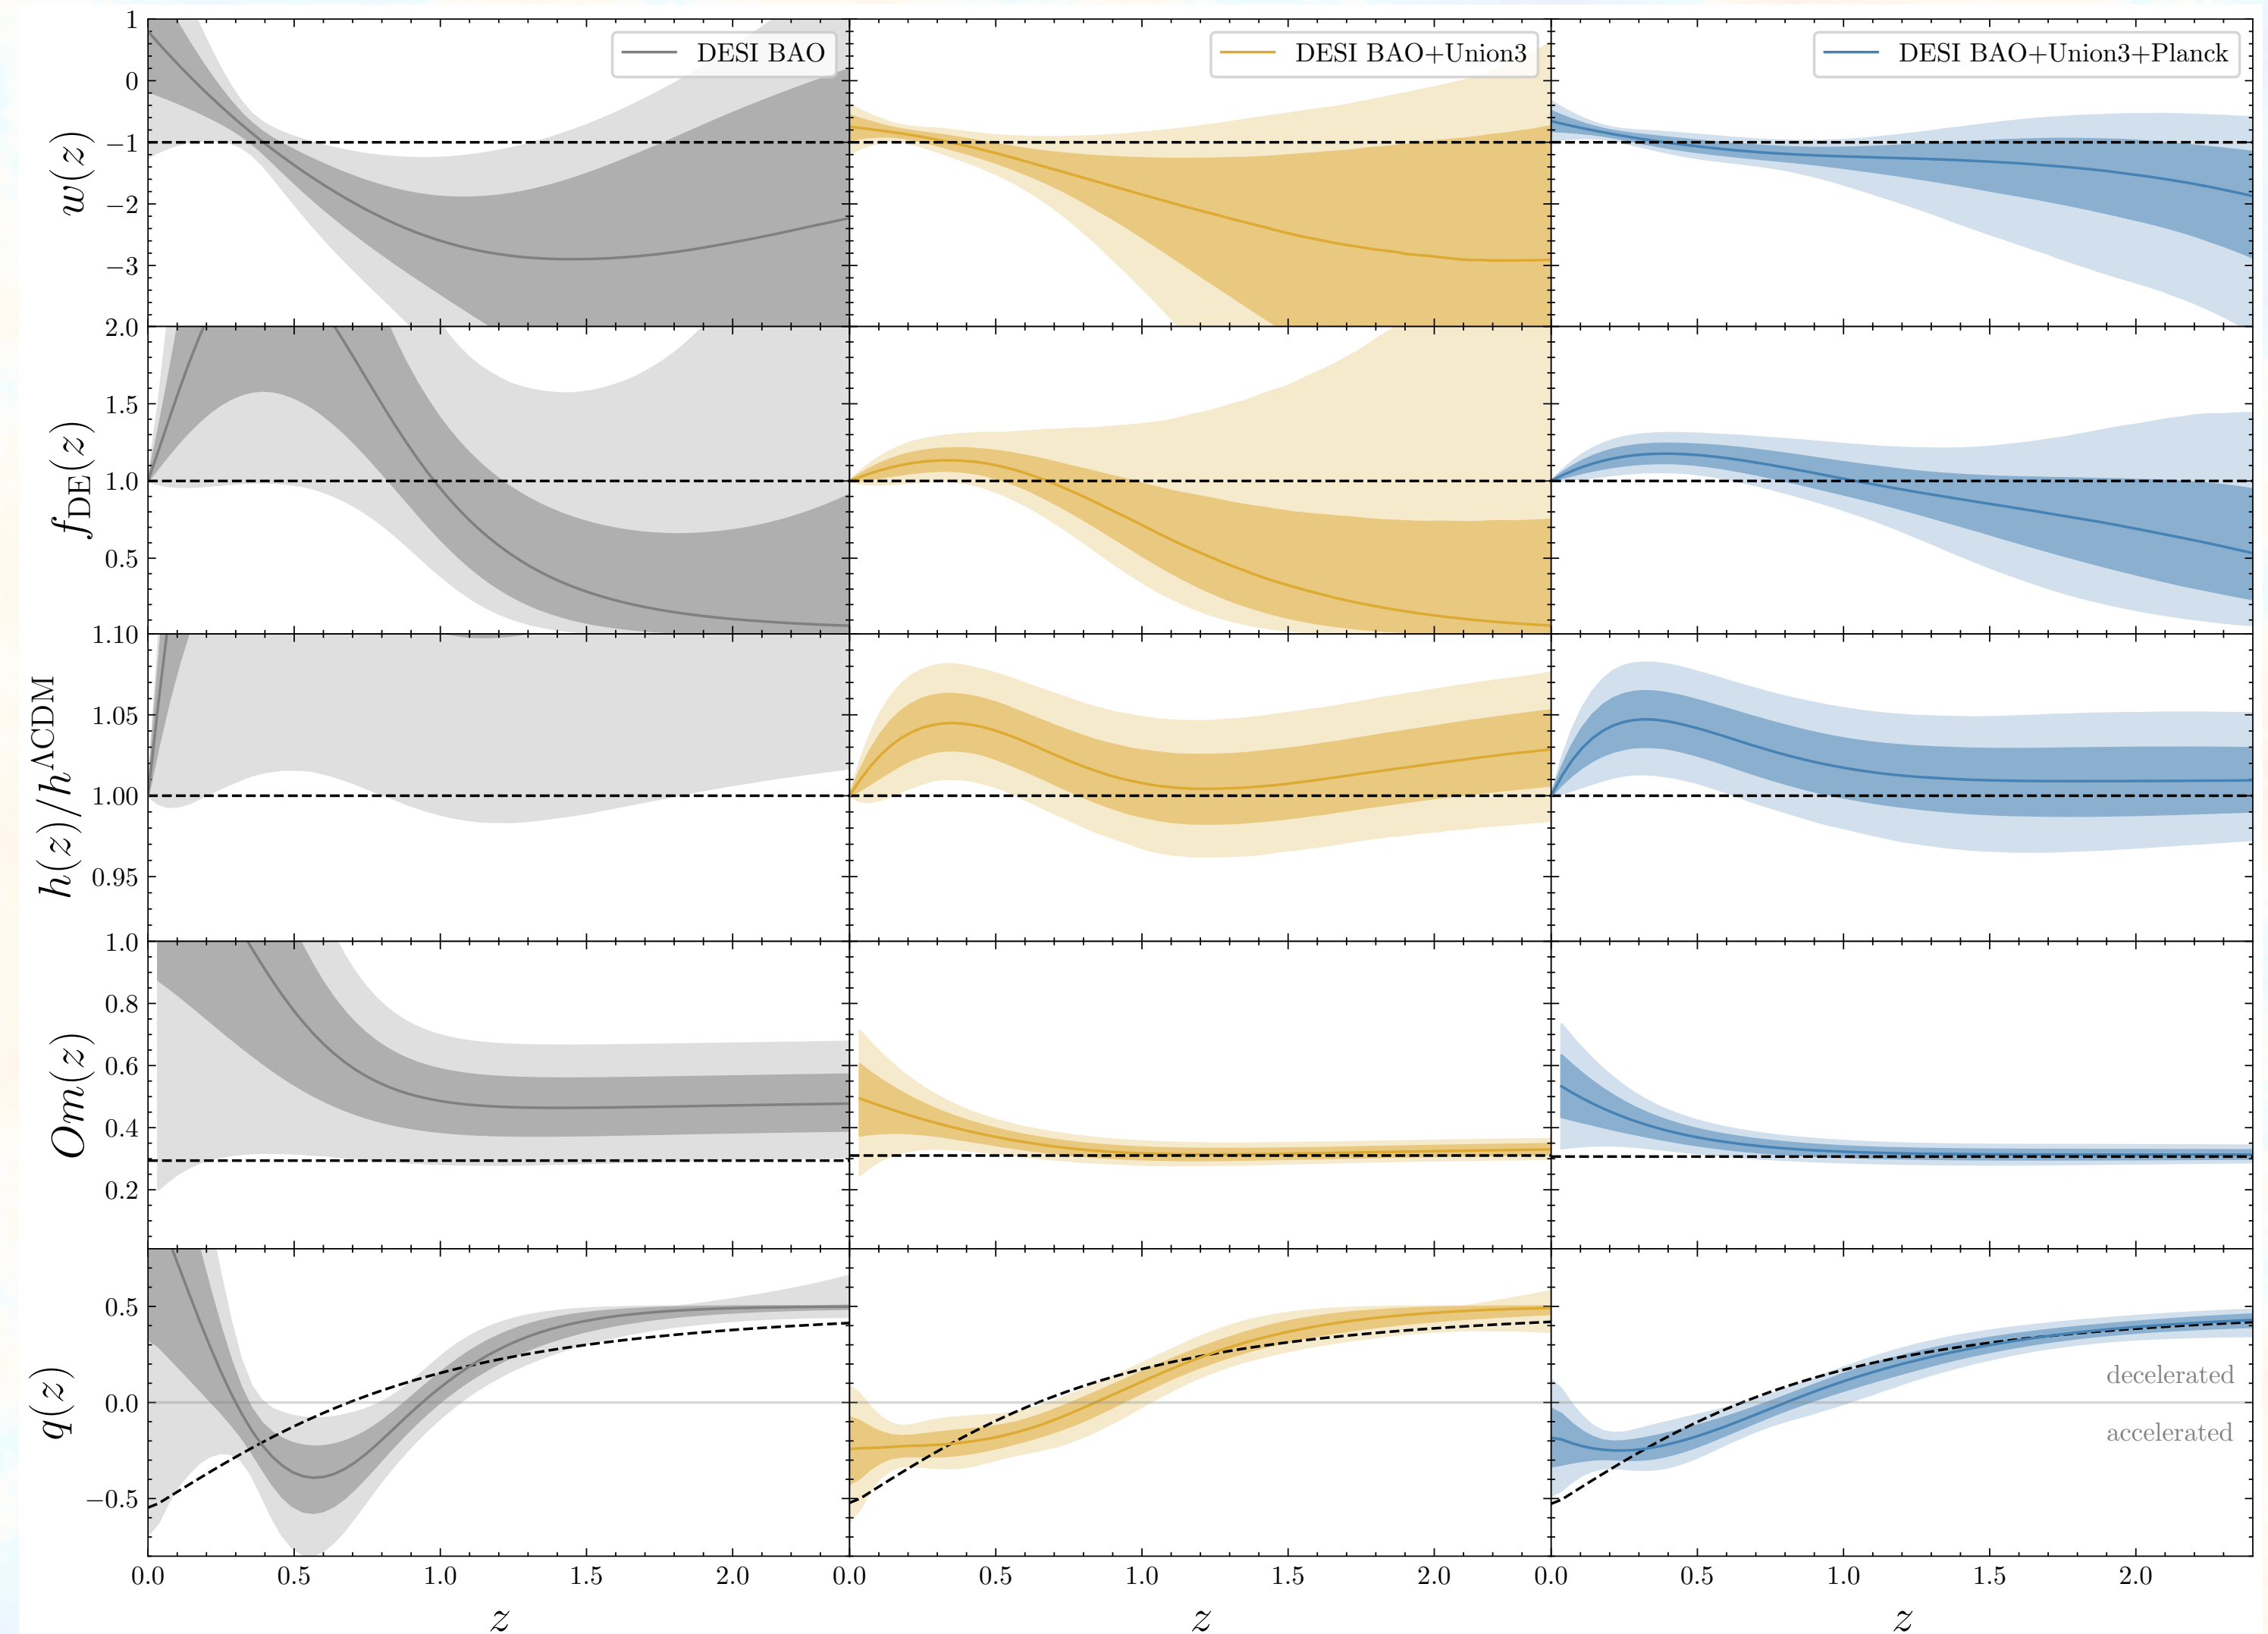 DESI BAO
DESI BAO+Union3
DESI BAO+Union3+Planck
w(z)
1
0
−1
−2
−3
f_DE(z)
2.0
1.5
1.0
0.5
h(z)/h^ΛCDM
1.10
1.05
1.00
0.95
Om(z)
1.0
0.8
0.6
0.4
0.2
q(z)
0.5
0.0
−0.5
decelerated
accelerated
0.0 0.5 1.0 1.5 2.0 0.0 0.5 1.0 1.5 2.0 0.0 0.5 1.0 1.5 2.0
z z z